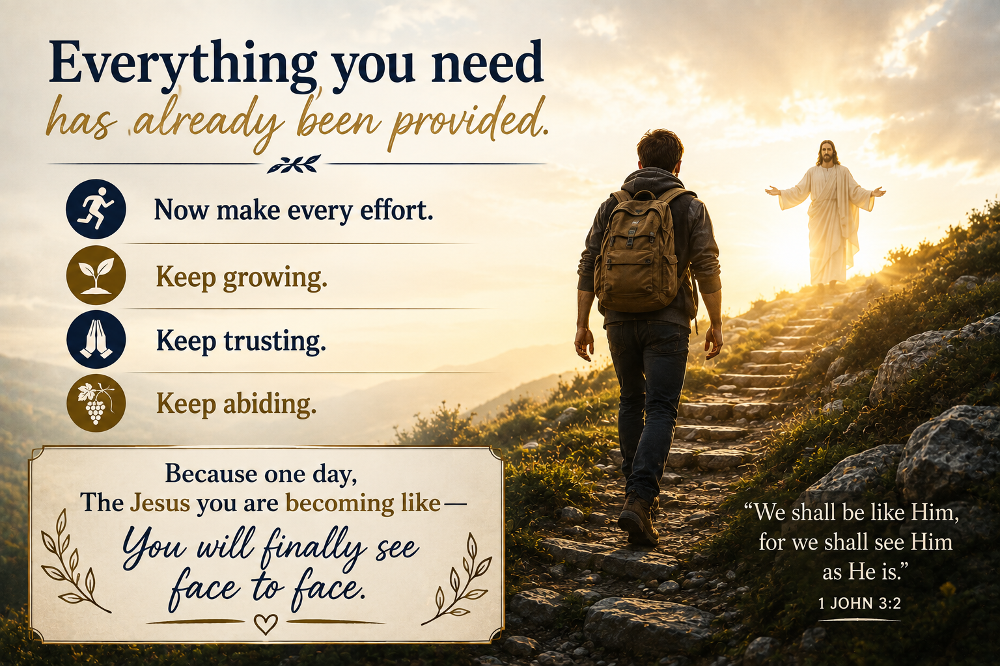 Everything you need
has already been provided.
Now make every effort.
Keep growing.
Keep trusting.
Keep abiding.
Because one day,
The Jesus you are becoming like—
You will finally see
face to face.
“We shall be like Him,
for we shall see Him
as He is.”
1 JOHN 3:2